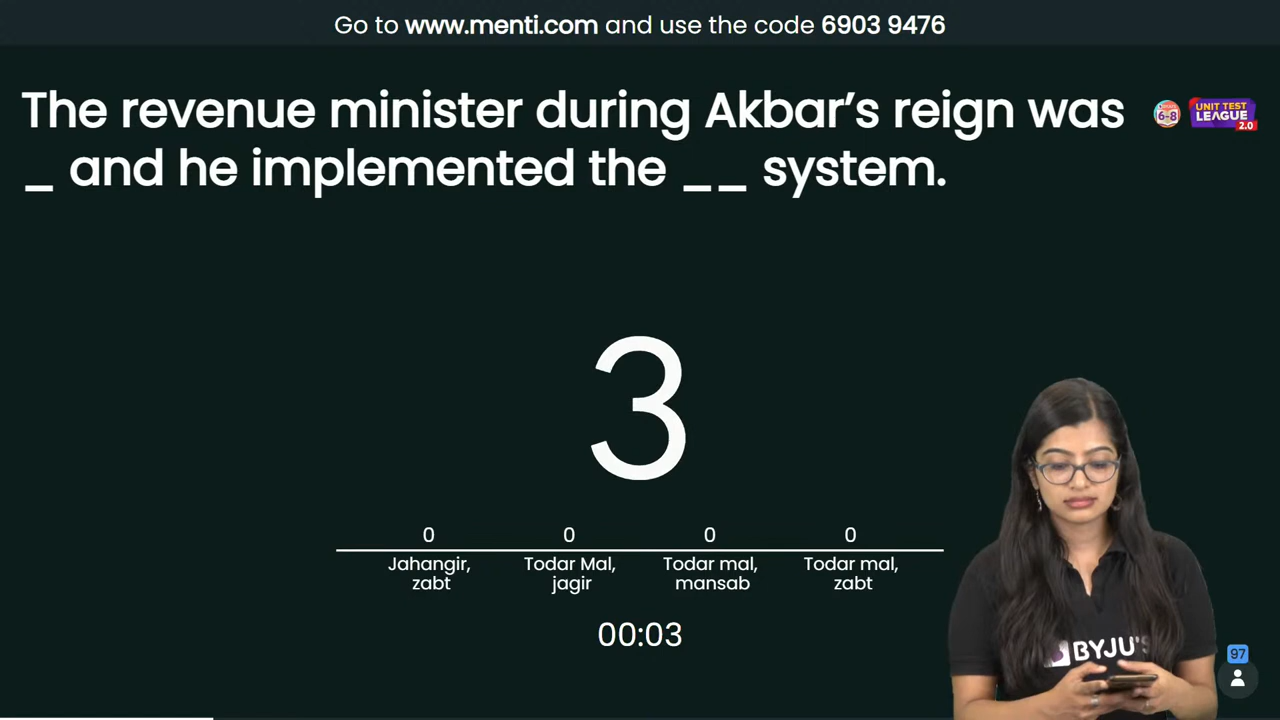 Go to www.menti.com and use the code 6903 9476
The revenue minister during Akbar's reign was
_ and he implemented the _ _ system.
6-8
UNIT TEST
LEAGUE
2.0
3
0 0 0 0
Jahangir, zabt
Todar Mal, jagir
Todar mal, mansab
Todar mal, zabt
00:03
BYJU'S
97